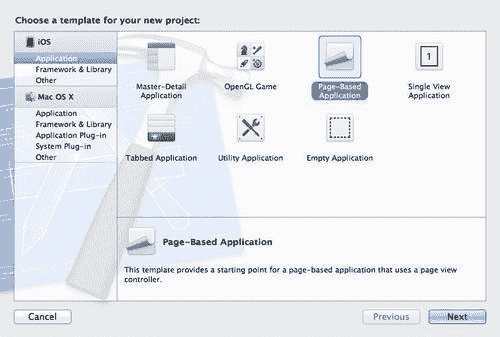 Choose a template for your new project:
iOS
Application
Framework & Library
Other
Mac OS X
Application
Framework & Library
Application Plug-in
System Plug-in
Other
Master-Detail
Application
OpenGL Game
Page-Based
Application
1
Single View
Application
Tabbed Application
Utility Application
Empty Application
Page-Based Application
This template provides a starting point for a page-based application that uses a page view
controller.
Cancel
Previous
Next